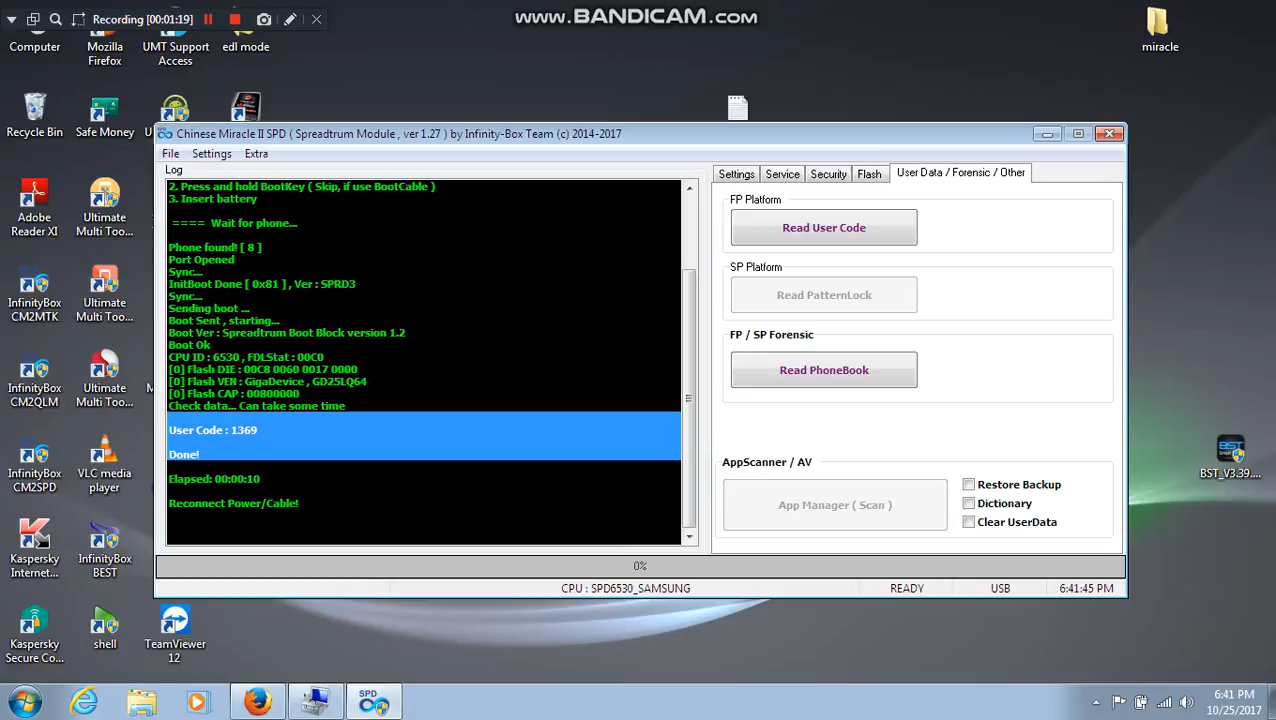 Recording [00:01:19]
www.BANDICAM.com
Computer
Mozilla
Firefox
UMT Support
Access
edl mode
miracle
Recycle Bin
Safe Money
Chinese Miracle II SPD ( Spreadtrum Module , ver 1.27 ) by Infinity-Box Team (c) 2014-2017
File Settings Extra
Log
2. Press and hold BootKey ( Skip, if use BootCable )
3. Insert battery
==== Wait for phone...
Phone found! [ 8 ]
Port Opened
Sync...
InitBoot Done [ 0x81 ] , Ver : SPRD3
Sync...
Sending boot ...
Boot Sent , starting...
Boot Ver : Spreadtrum Boot Block version 1.2
Boot Ok
CPU ID : 6530 , FDLStat : 00C0
[0] Flash DIE : 00C8 0060 0017 0000
[0] Flash VEN : GigaDevice , GD25LQ64
[0] Flash CAP : 00800000
Check data... Can take some time
User Code : 1369
Done!
Elapsed: 00:00:10
Reconnect Power/Cable!
Settings Service Security Flash User Data / Forensic / Other
FP Platform
Read User Code
SP Platform
Read PatternLock
FP / SP Forensic
Read PhoneBook
AppScanner / AV
App Manager ( Scan )
Restore Backup
Dictionary
Clear UserData
0%
CPU : SPD6530_SAMSUNG READY USB 6:41:45 PM
Adobe
Reader XI
Ultimate
Multi Too...
InfinityBox
CM2MTK
Ultimate
Multi Too...
InfinityBox
CM2QLM
Ultimate
Multi Too...
InfinityBox
CM2SPD
VLC media
player
Kaspersky
Internet...
InfinityBox
BEST
Kaspersky
Secure Co...
shell
TeamViewer
12
BST
BST_V3.39....
SPD
6:41 PM
10/25/2017